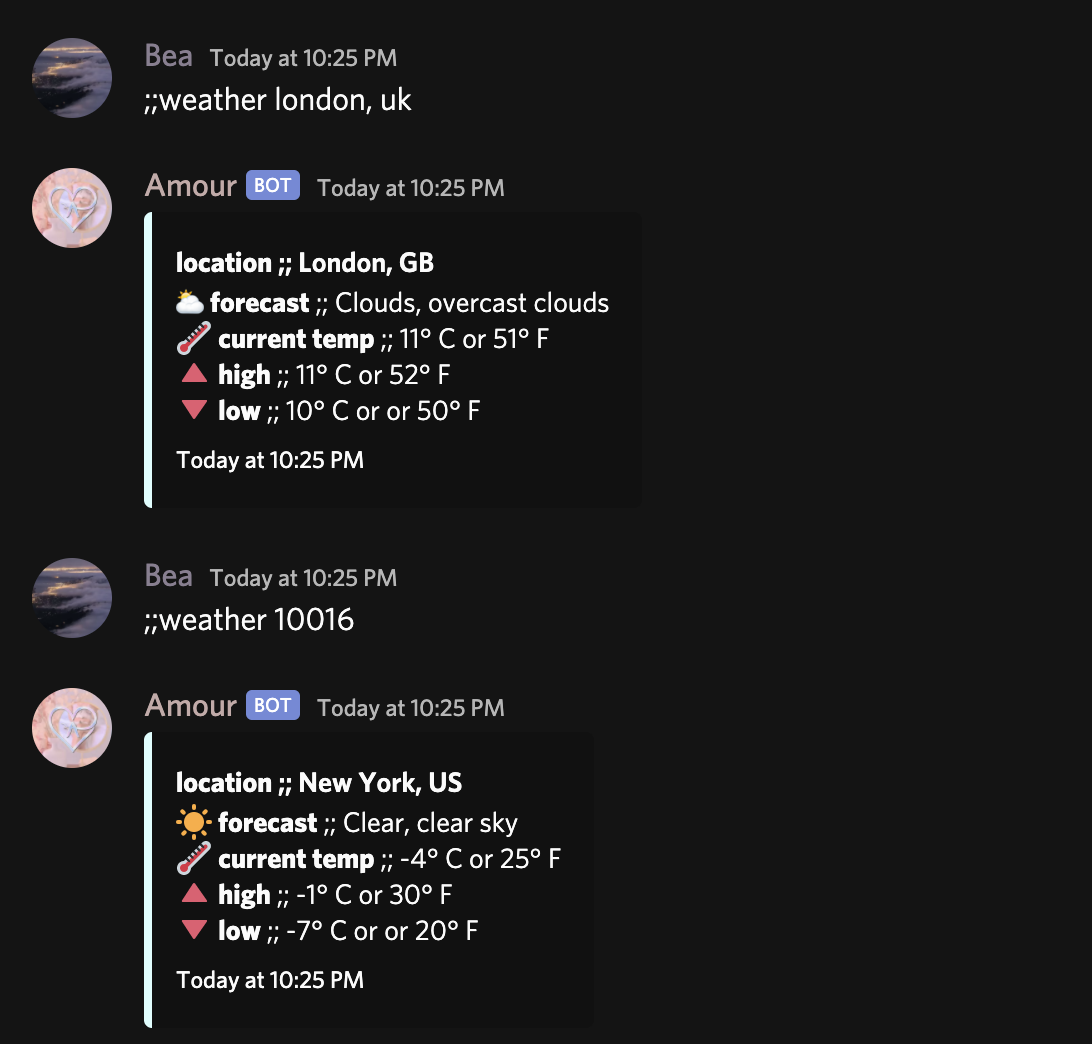 Bea Today at 10:25 PM
;;weather london, uk
Amour BOT Today at 10:25 PM
location ;; London, GB
forecast ;; Clouds, overcast clouds
current temp ;; 11° C or 51° F
high ;; 11° C or 52° F
low ;; 10° C or or 50° F
Today at 10:25 PM
Bea Today at 10:25 PM
;;weather 10016
Amour BOT Today at 10:25 PM
location ;; New York, US
forecast ;; Clear, clear sky
current temp ;; -4° C or 25° F
high ;; -1° C or 30° F
low ;; -7° C or or 20° F
Today at 10:25 PM